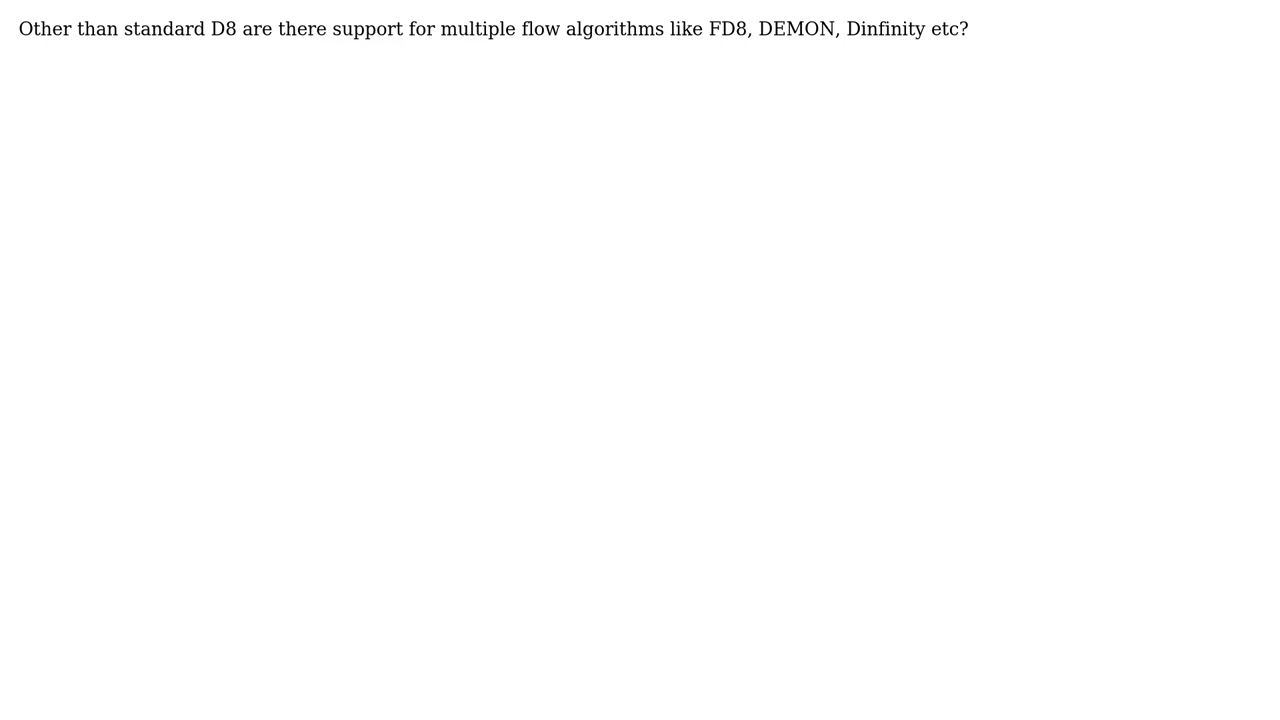 Other than standard D8 are there support for multiple flow algorithms like FD8, DEMON, Dinfinity etc?